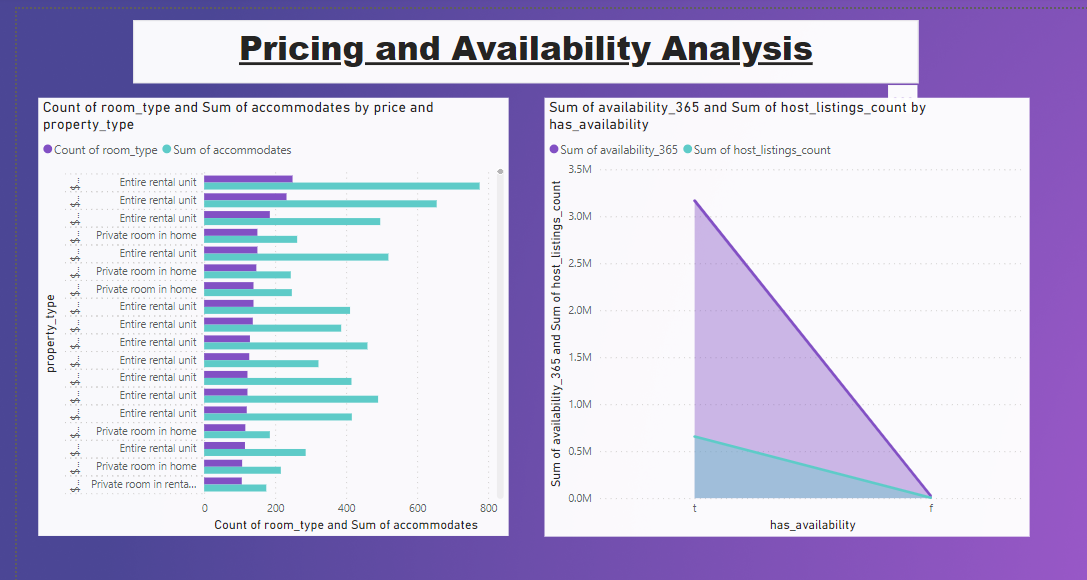 Pricing and Availability Analysis
Count of room_type and Sum of accommodates by price and
property_type
Count of room_type Sum of accommodates
Entire rental unit
Entire rental unit
Entire rental unit
Private room in home
Entire rental unit
Private room in home
Private room in home
Entire rental unit
Entire rental unit
Entire rental unit
Entire rental unit
Entire rental unit
Entire rental unit
Entire rental unit
Private room in home
Entire rental unit
Private room in home
Private room in renta...
property_type
0 200 400 600 800
Count of room_type and Sum of accommodates
Sum of availability_365 and Sum of host_listings_count by
has_availability
Sum of availability_365 Sum of host_listings_count
Sum of availability_365 and Sum of host_listings_count
3.5M
3.0M
2.5M
2.0M
1.5M
1.0M
0.5M
0.0M
t f
has_availability